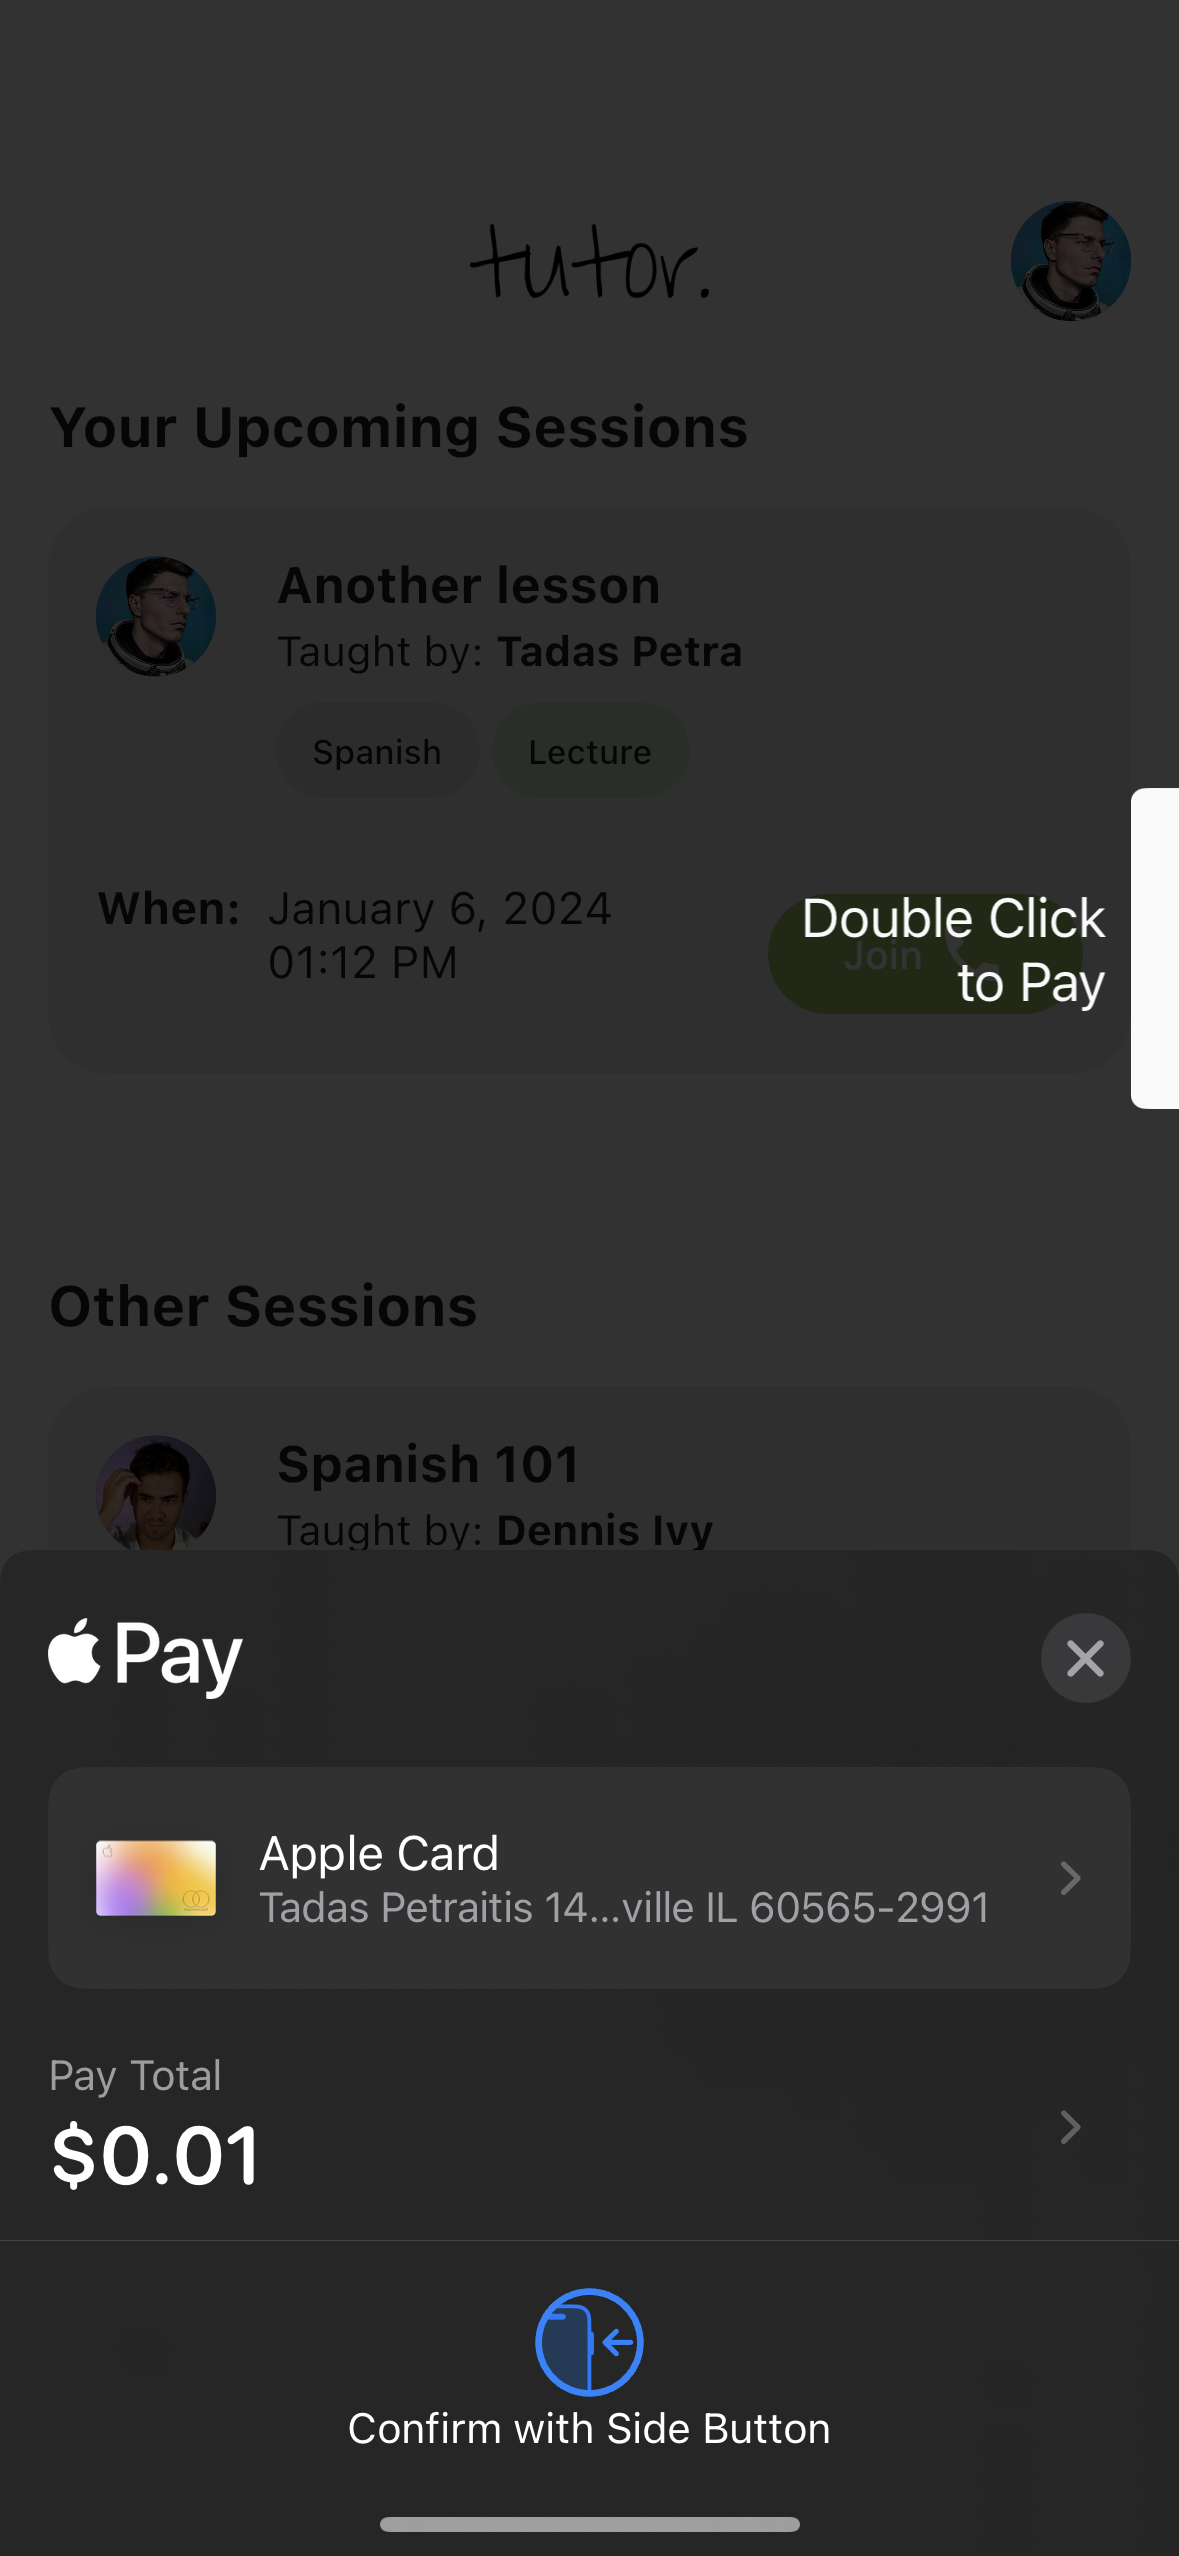 tutor.
Your Upcoming Sessions
Another lesson
Taught by: Tadas Petra
Spanish Lecture
When: January 6, 2024
01:12 PM
Join
Double Click
to Pay
Other Sessions
Spanish 101
Taught by: Dennis Ivy
Pay
Apple Card
Tadas Petraitis 14...ville IL 60565-2991
Pay Total
$0.01
Confirm with Side Button